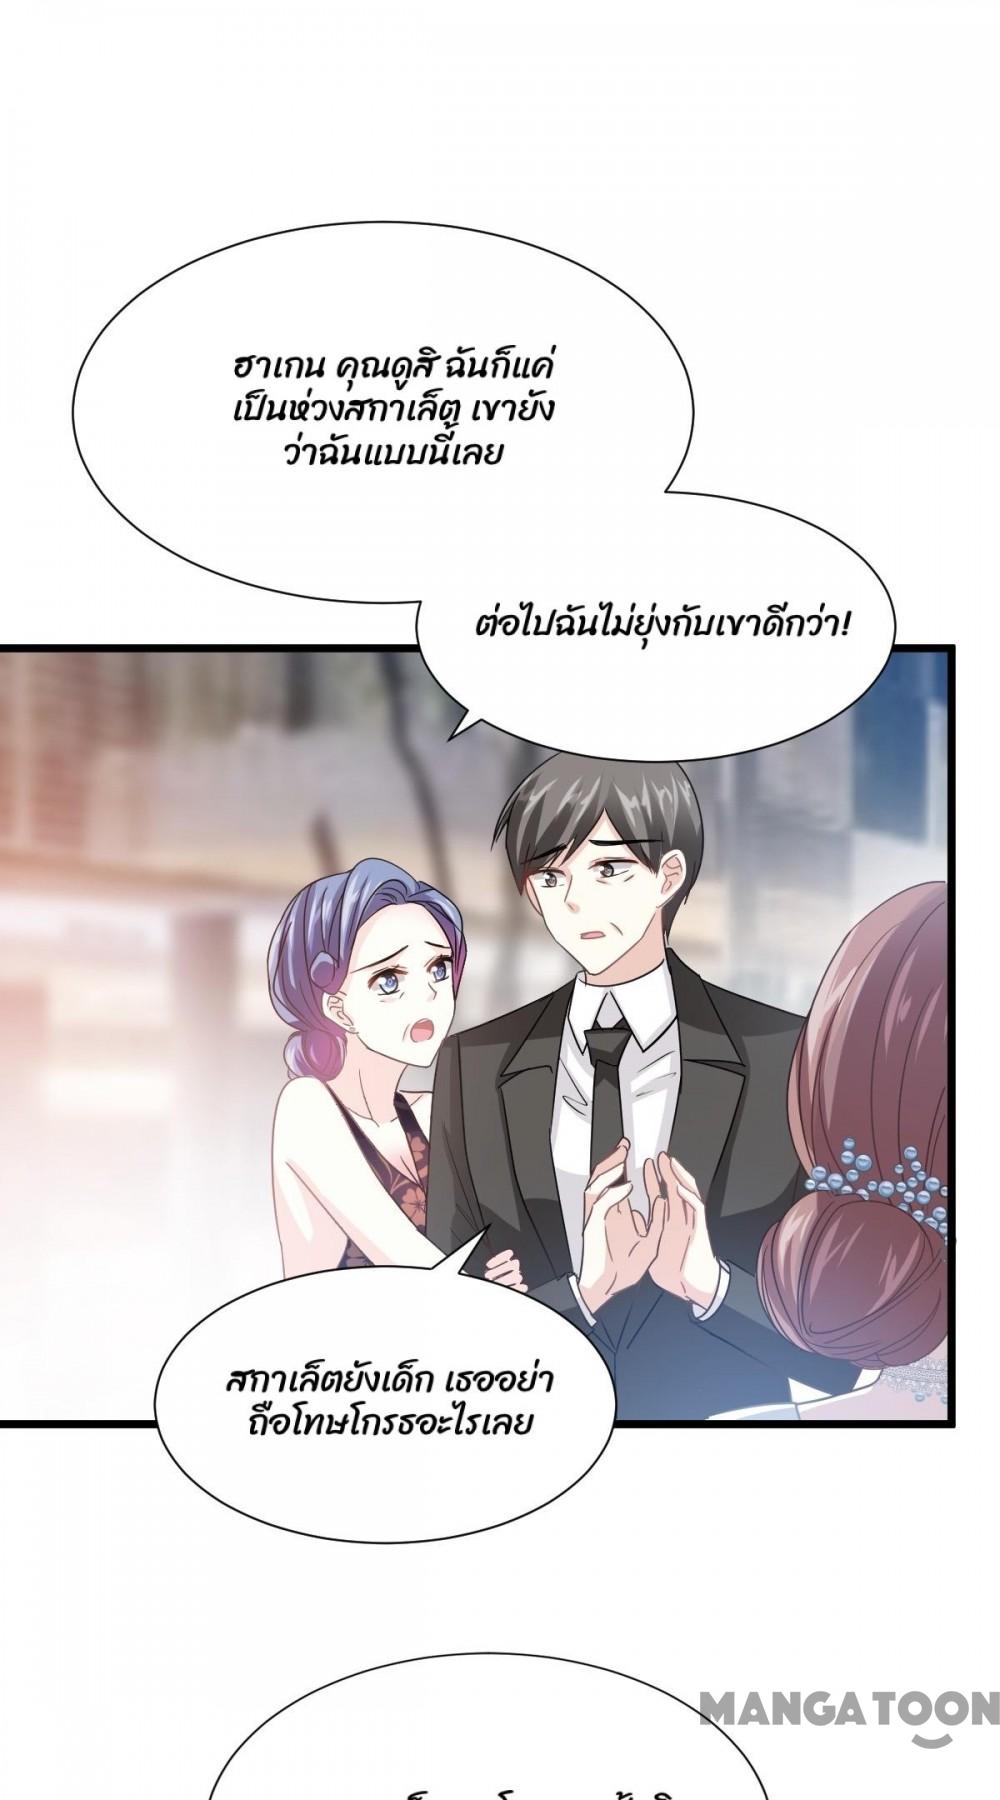 ฮาเกน คุณดูสิ ฉันก็แค่
เป็นห่วงสกาเล็ต เขายัง
ว่าฉันแบบนี้เลย
ต่อไปฉันไม่ยุ่งกับเขาดีกว่า!
สกาเล็ตยังเด็ก เธออย่า
ถือโทษโกรธอะไรเลย
MANGATOON